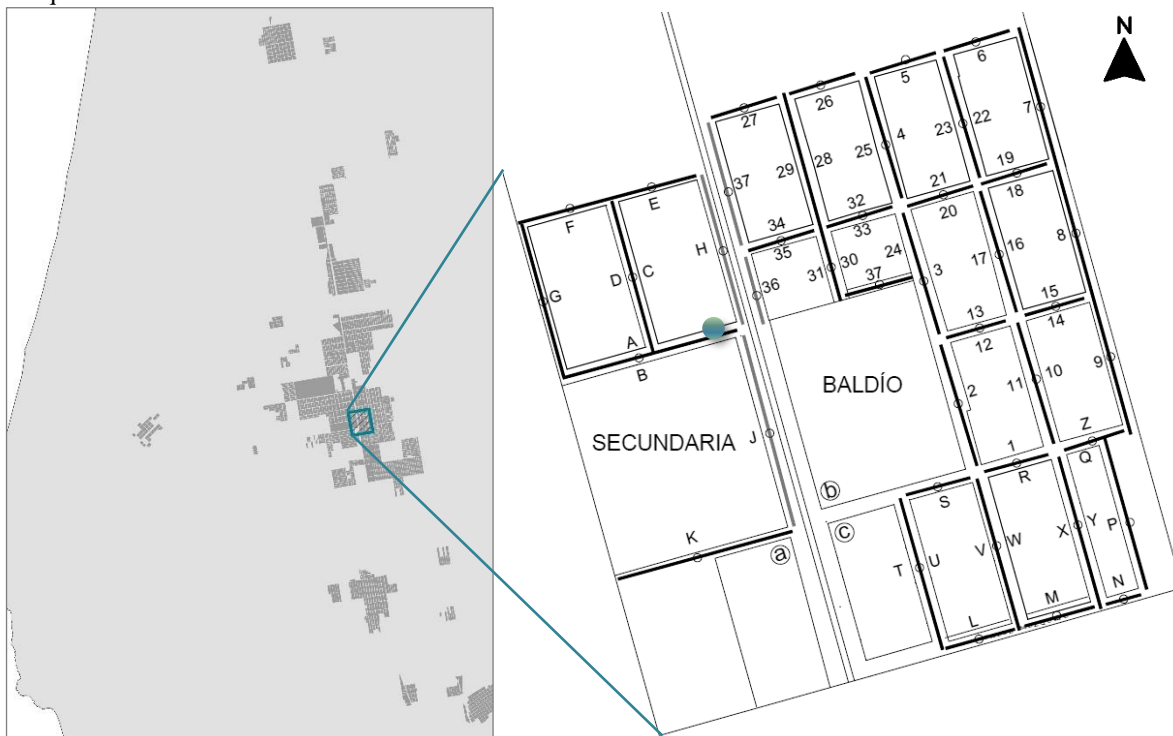 N
6
5
26
7
27
22
23
4
25
28
29
19
E
37
21
18
32
F
20
34
33
H
35
24
16
8
17
C
D
30
31
3
37
36
15
G
13
14
A
12
9
B
BALDÍO
10
11
2
J
Z
SECUNDARIA
1
Q
R
b
S
Y
X
P
c
K
W
V
a
U
T
N
M
L